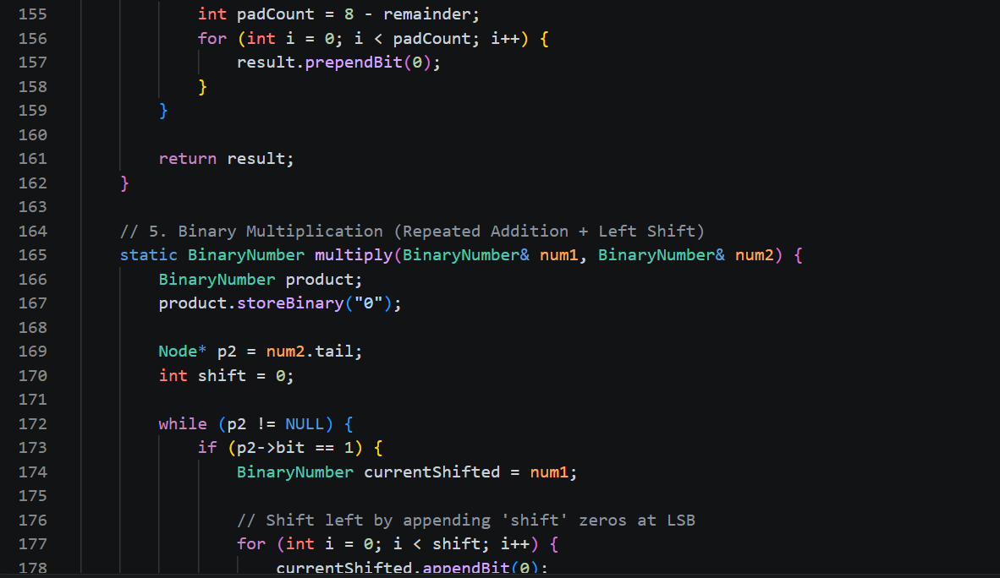 155 int padCount = 8 - remainder;
156 for (int i = 0; i < padCount; i++) {
157 result.prependBit(0);
158 }
159 }
160
161 return result;
162 }
163
164 // 5. Binary Multiplication (Repeated Addition + Left Shift)
165 static BinaryNumber multiply(BinaryNumber& num1, BinaryNumber& num2) {
166 BinaryNumber product;
167 product.storeBinary("0");
168
169 Node* p2 = num2.tail;
170 int shift = 0;
171
172 while (p2 != NULL) {
173 if (p2->bit == 1) {
174 BinaryNumber currentShifted = num1;
175
176 // Shift left by appending 'shift' zeros at LSB
177 for (int i = 0; i < shift; i++) {
178 currentShifted.appendBit(0);